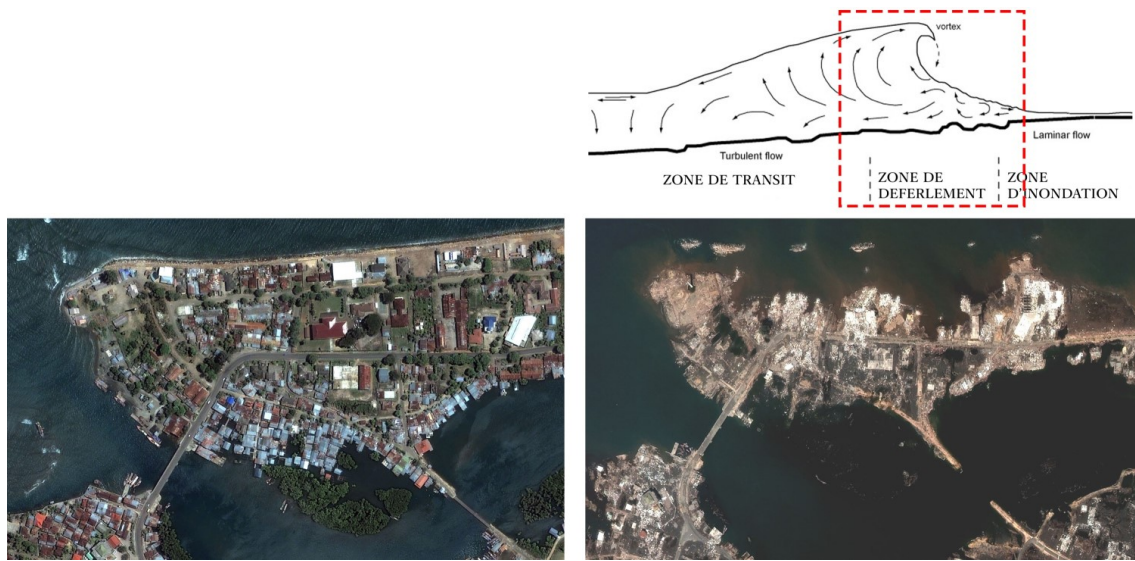 vortex
Laminar flow
Turbulent flow
ZONE DE TRANSIT
ZONE DE
DEFERLEMENT
ZONE
D'INONDATION